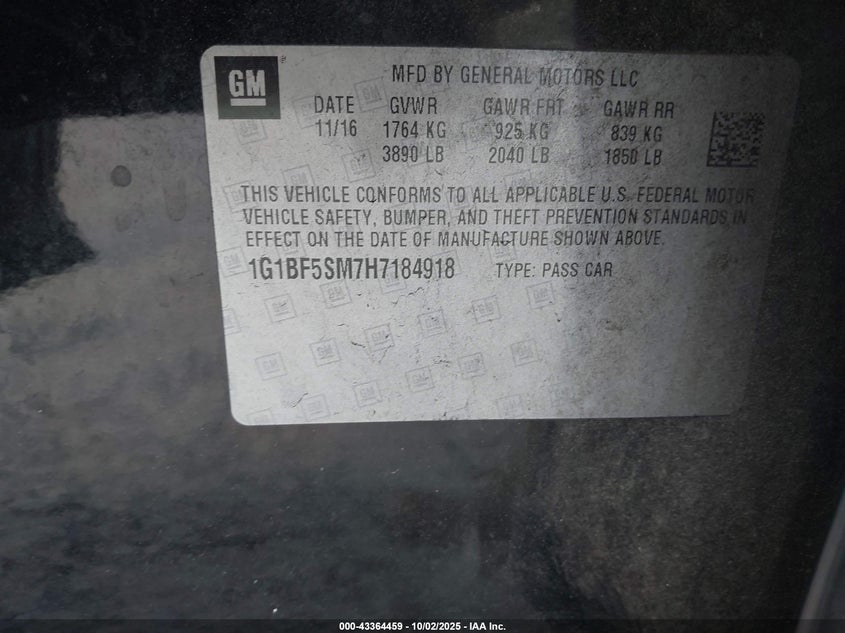 GM
MFD BY GENERAL MOTORS LLC
DATE GVWR GAWR FRT GAWR RR
11/16 1764 KG 925 KG 839 KG
3890 LB 2040 LB 1850 LB
THIS VEHICLE CONFORMS TO ALL APPLICABLE U.S. FEDERAL MOTOR
VEHICLE SAFETY, BUMPER, AND THEFT PREVENTION STANDARDS IN
EFFECT ON THE DATE OF MANUFACTURE SHOWN ABOVE.
1G1BF5SM7H7184918 TYPE: PASS CAR
000-43364459 - 10/02/2025 - IAA Inc.